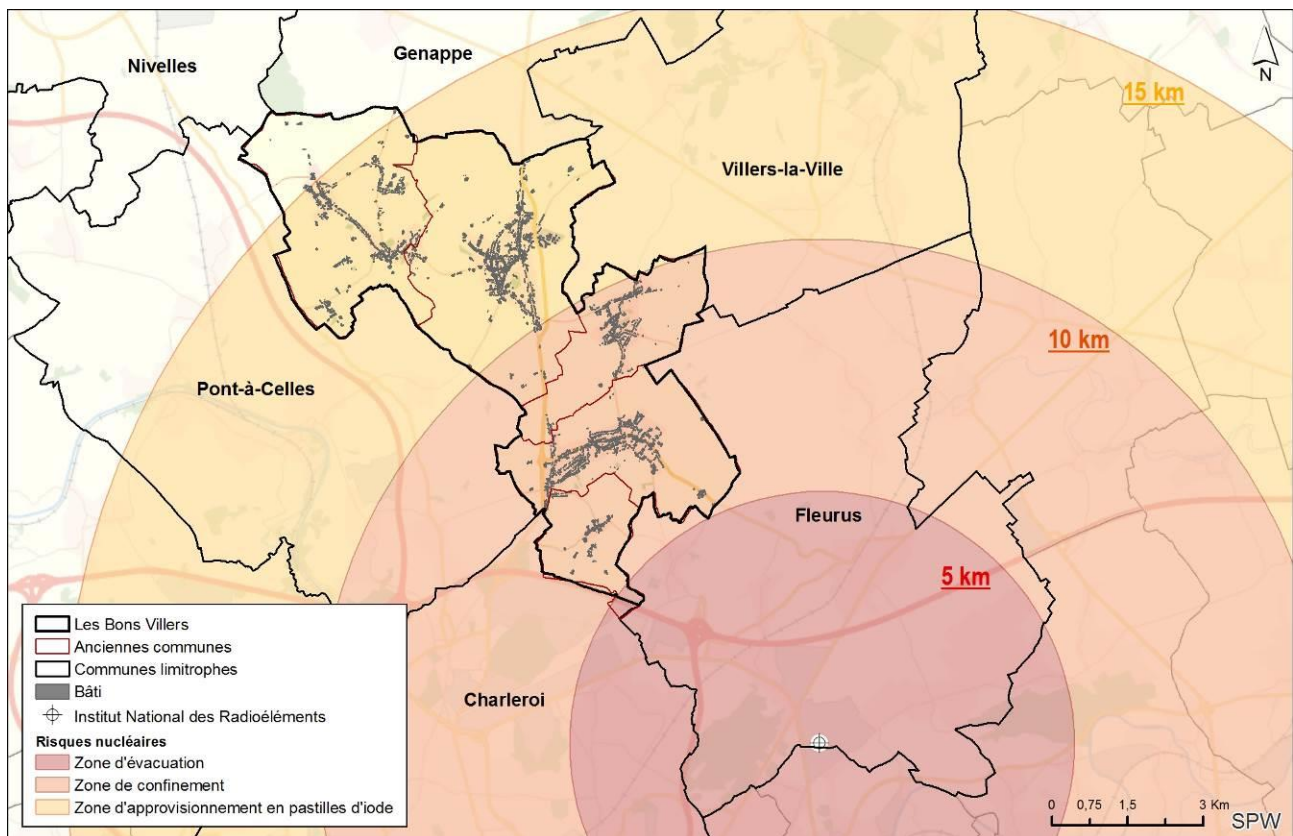 Genappe
Nivelles
N
15 km
Villers-la-Ville
10 km
Pont-à-Celles
Fleurus
5 km
Charleroi
Les Bons Villers
Anciennes communes
Communes limitrophes
Bâti
Institut National des Radioéléments
Risques nucléaires
Zone d'évacuation
Zone de confinement
Zone d'approvisionnement en pastilles d'iode
0 0,75 1,5 3 Km
SPW